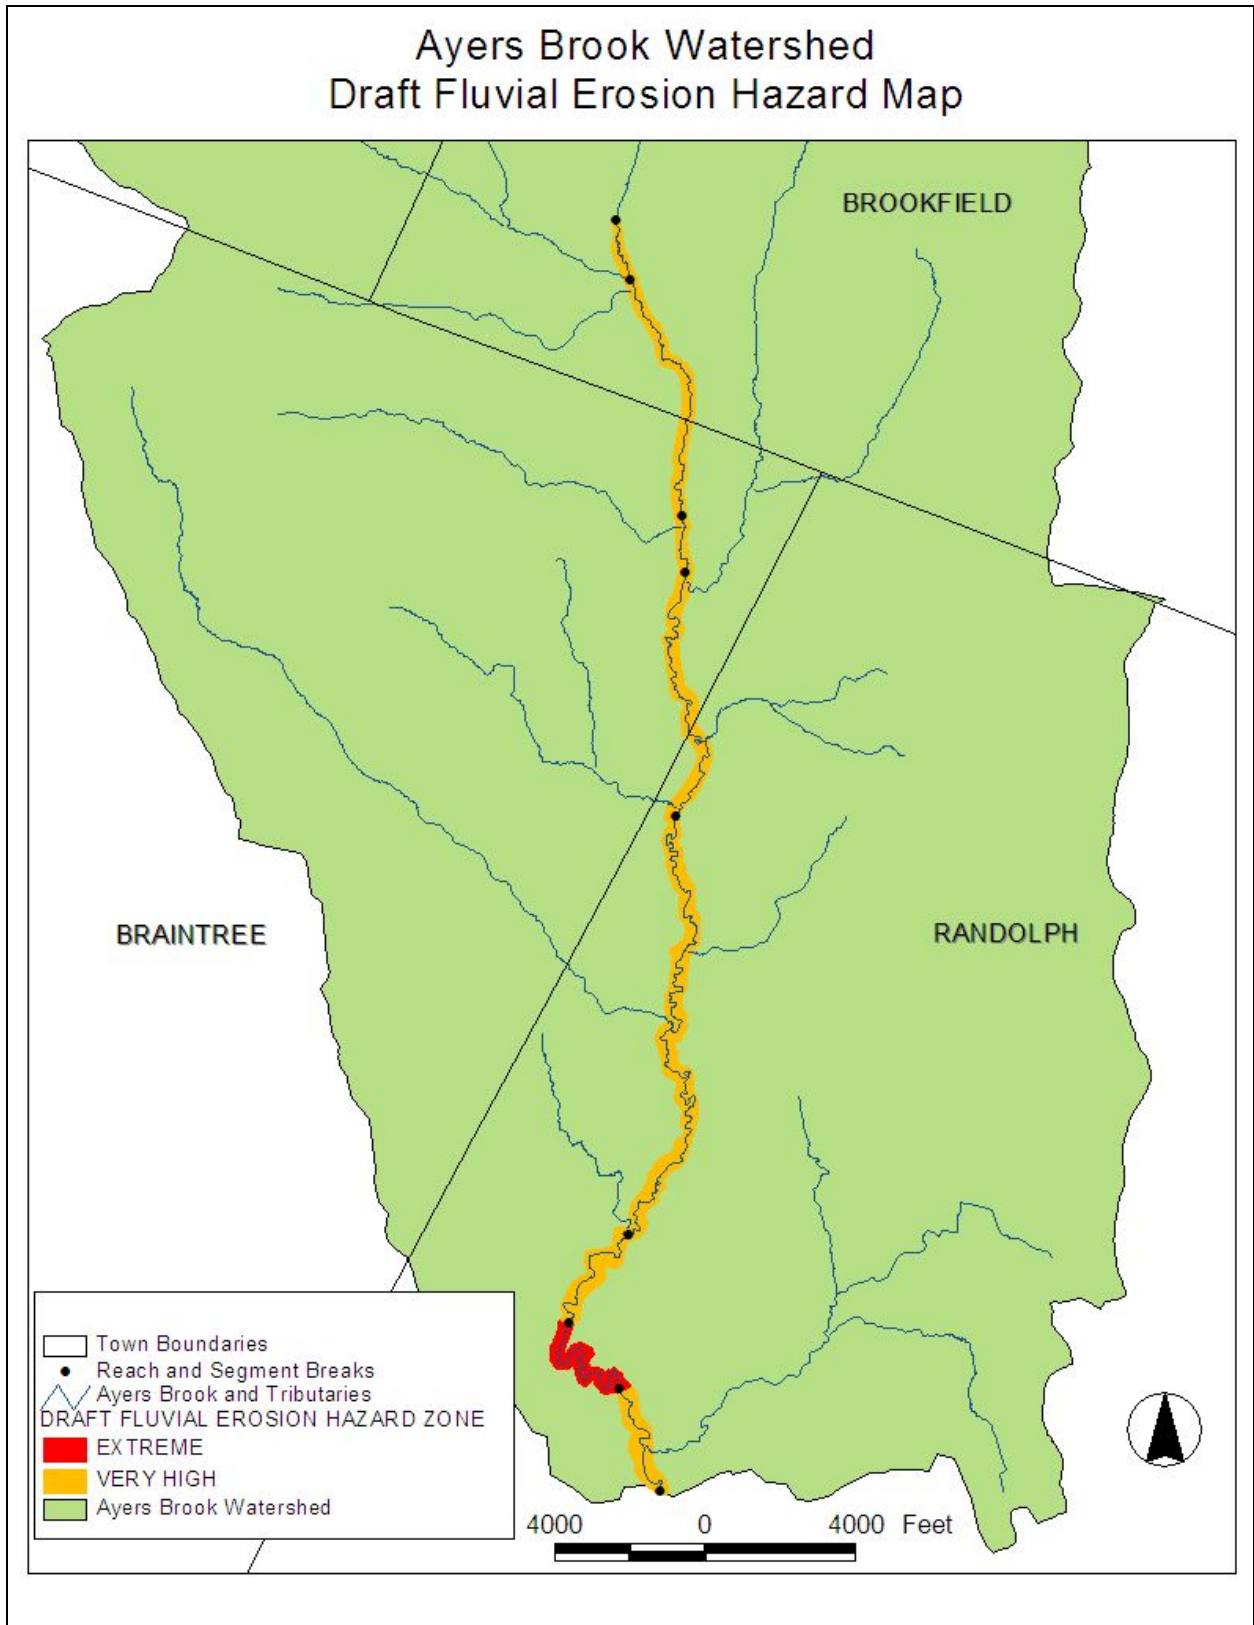 Ayers Brook Watershed
Draft Fluvial Erosion Hazard Map
BROOKFIELD
BRAINTREE
RANDOLPH
Town Boundaries
Reach and Segment Breaks
Ayers Brook and Tributaries
DRAFT FLUVIAL EROSION HAZARD ZONE
EXTREME
VERY HIGH
Ayers Brook Watershed
4000 0 4000 Feet